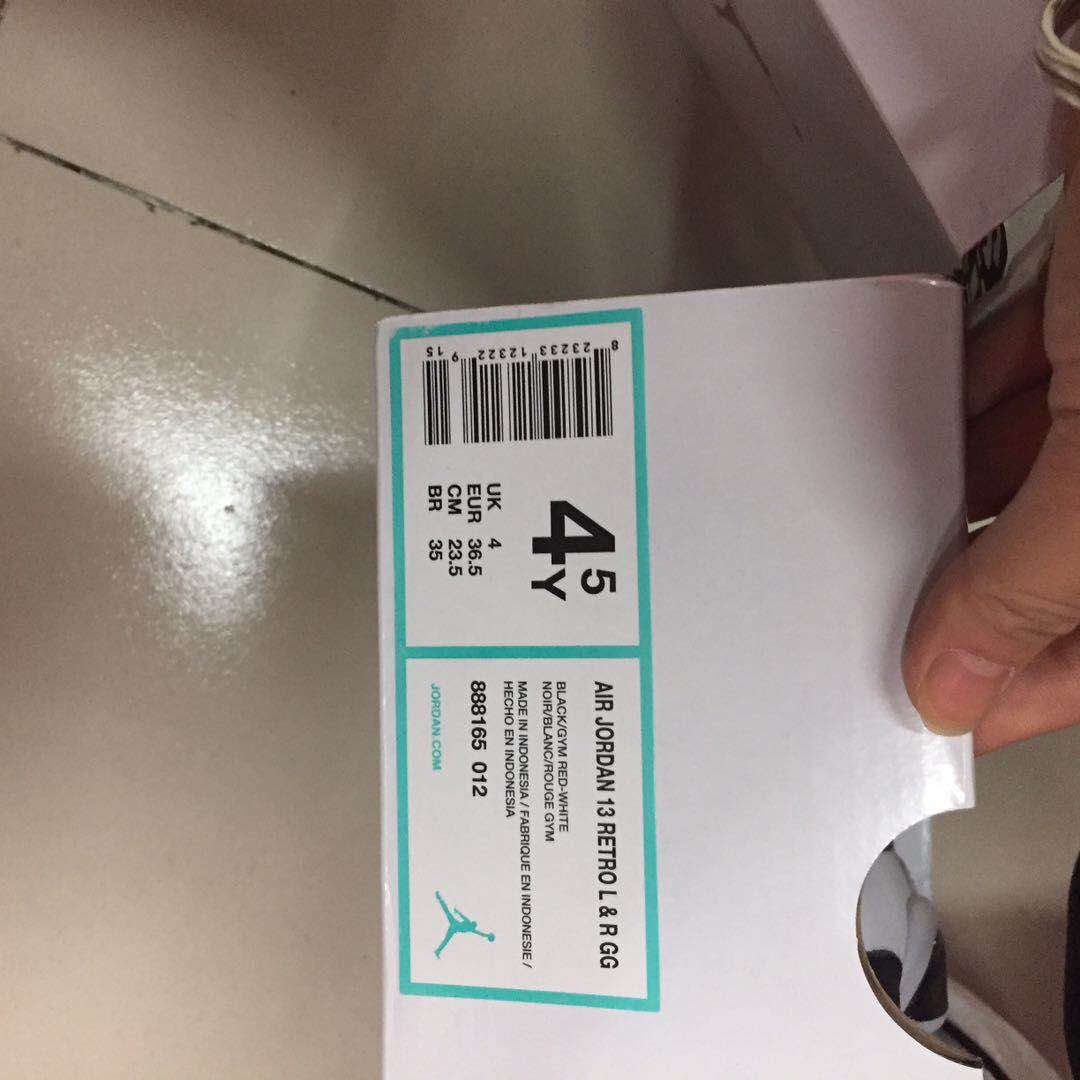 8 23233 12322 9 15
4 5 Y
UK 4
EUR 36.5
CM 23.5
BR 35
AIR JORDAN 13 RETRO L & R GG
BLACK/GYM RED-WHITE
NOIR/BLANC/ROUGE GYM
MADE IN INDONESIA / FABRIQUE EN INDONESIE /
HECHO EN INDONESIA
888165 012
JORDAN.COM